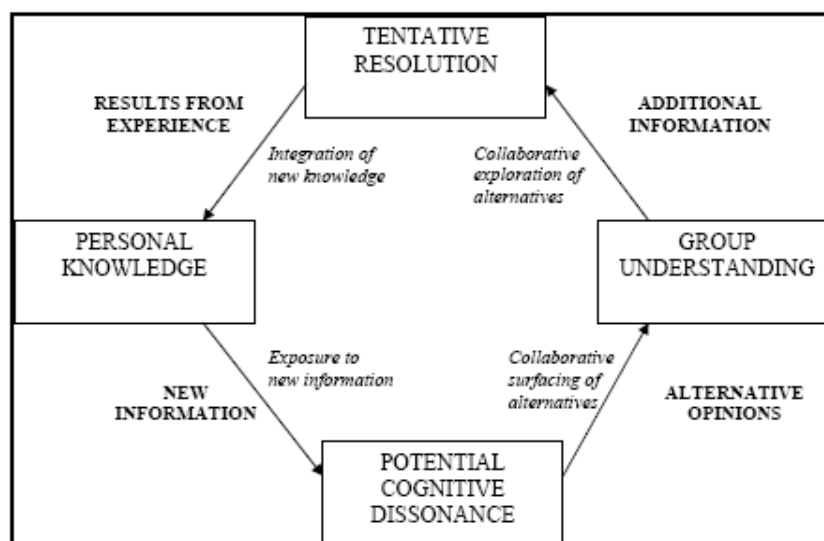 TENTATIVE
RESOLUTION
RESULTS FROM
EXPERIENCE
ADDITIONAL
INFORMATION
Integration of
new knowledge
Collaborative
exploration of
alternatives
PERSONAL
KNOWLEDGE
GROUP
UNDERSTANDING
Exposure to
new information
Collaborative
surfacing of
alternatives
NEW
INFORMATION
ALTERNATIVE
OPINIONS
POTENTIAL
COGNITIVE
DISSONANCE